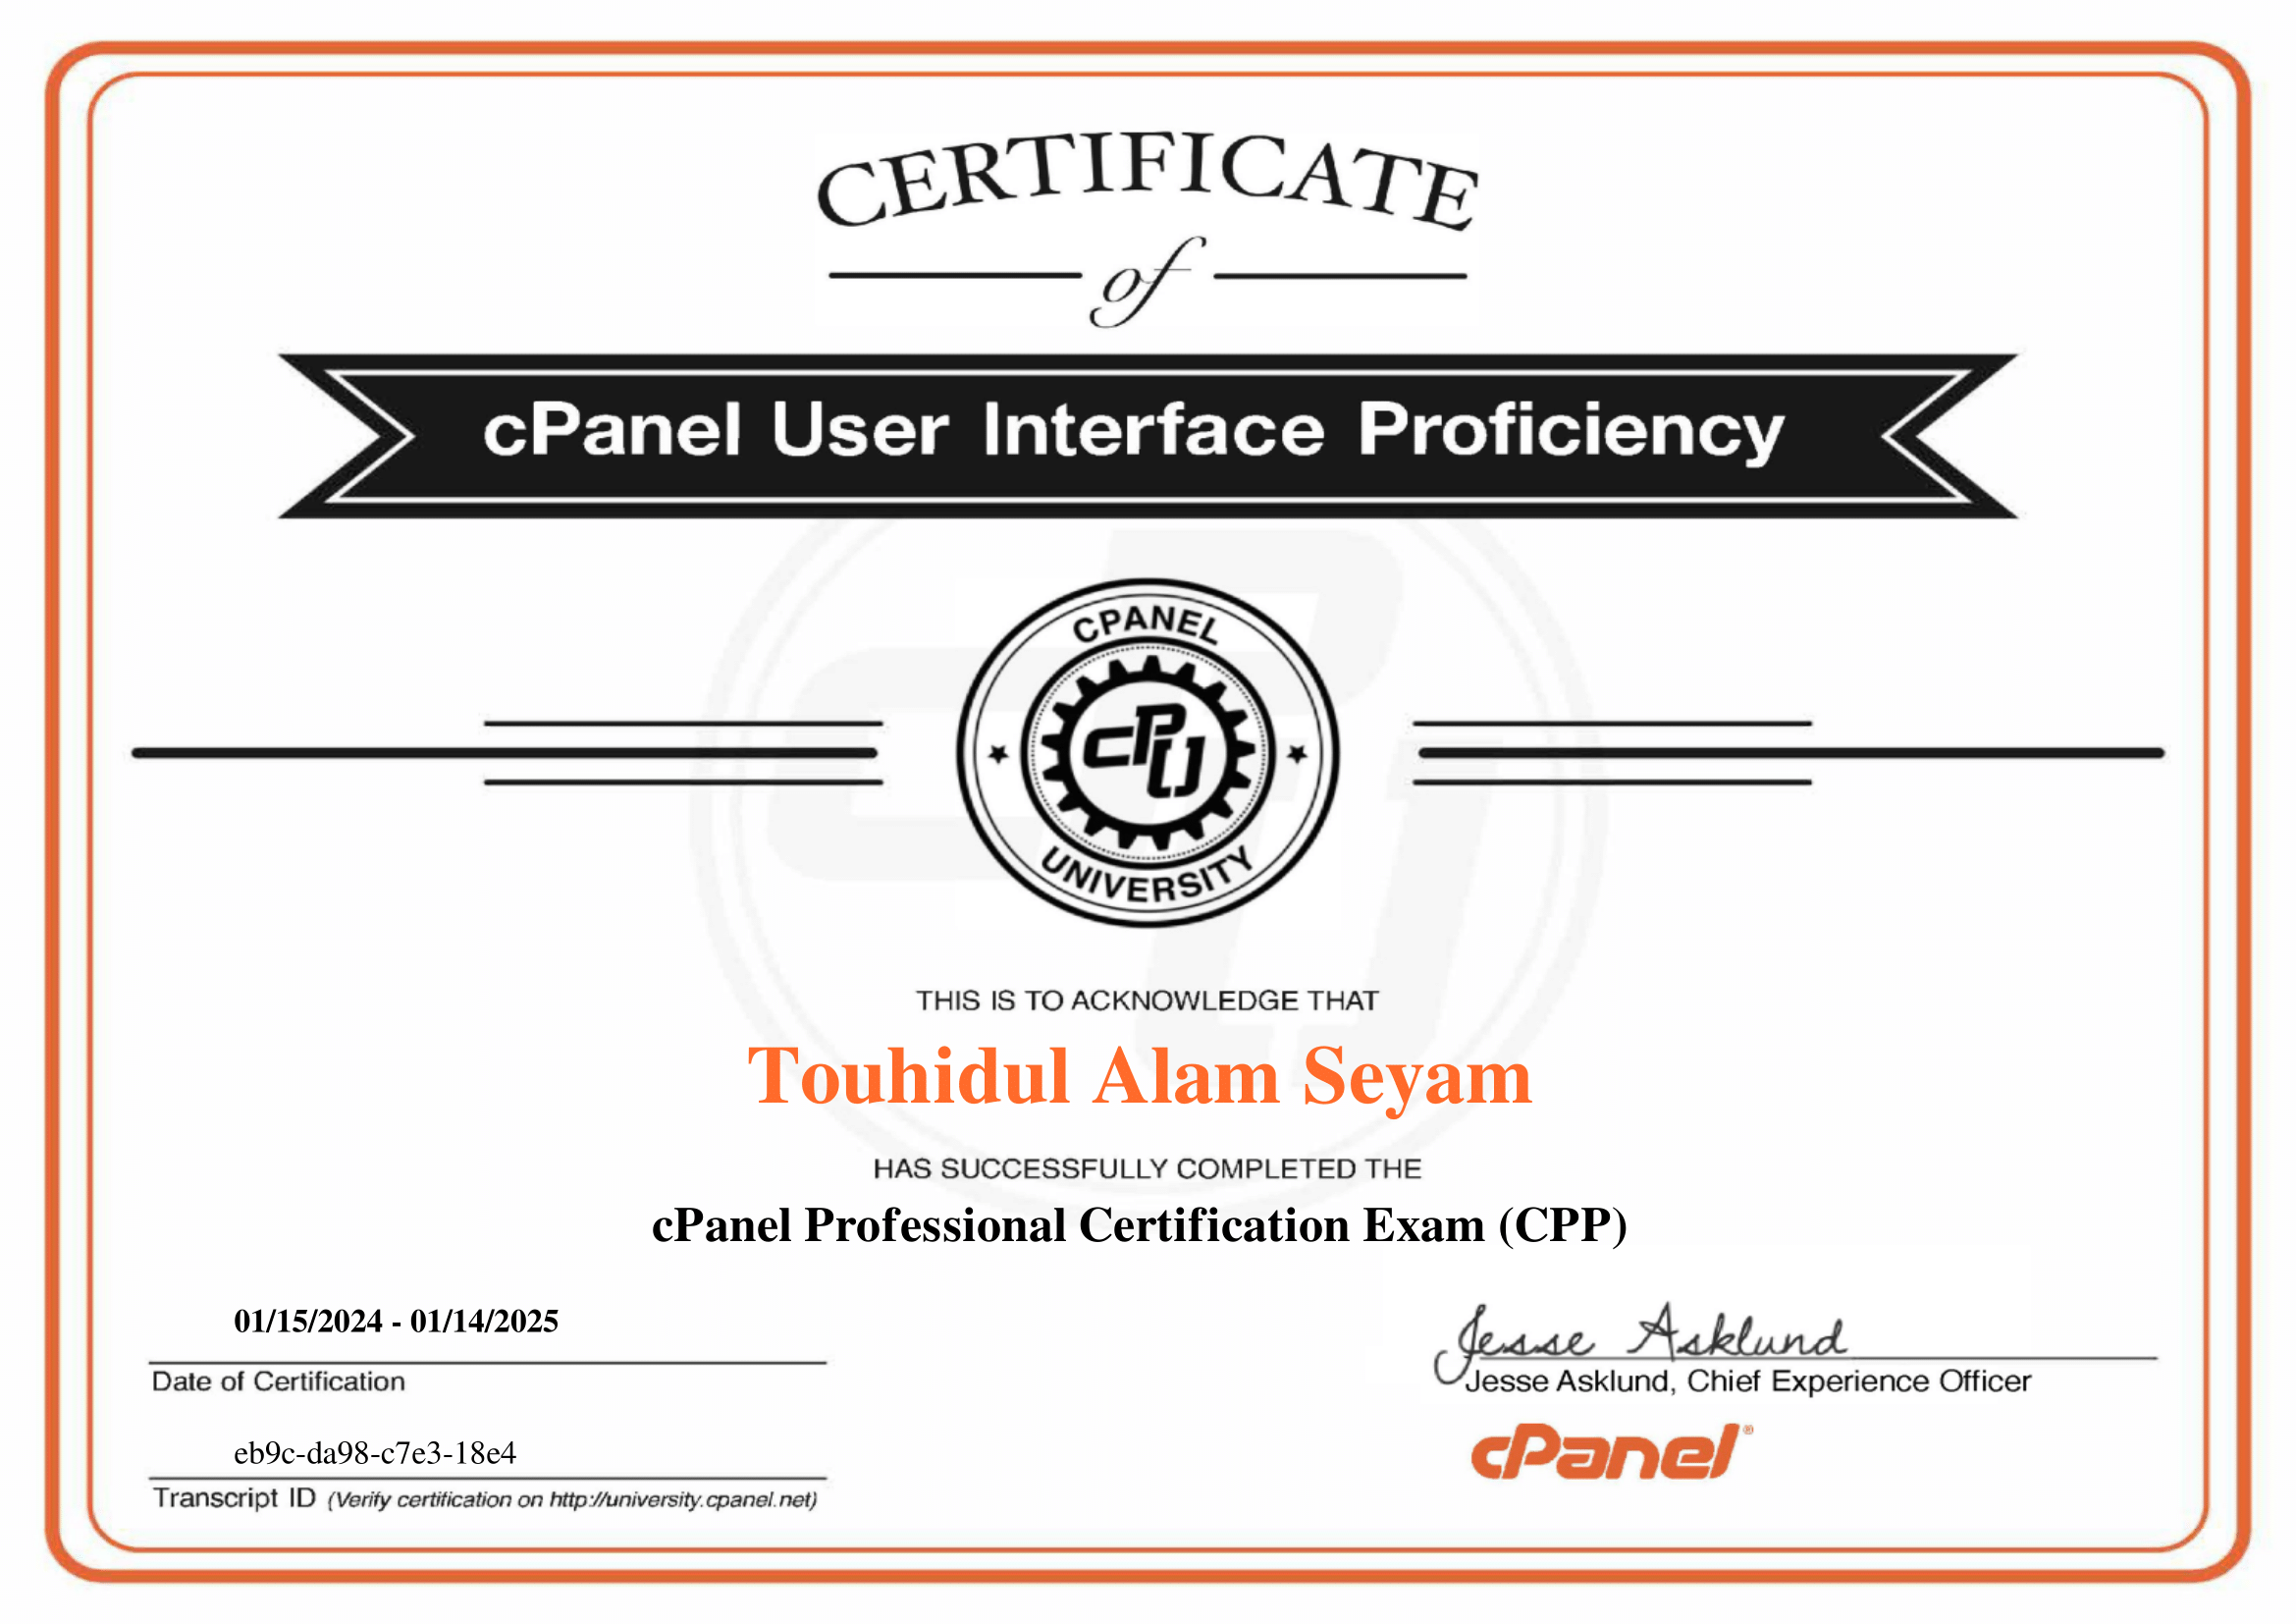 CERTIFICATE
of
cPanel User Interface Proficiency
CPANEL
cPU
UNIVERSITY
THIS IS TO ACKNOWLEDGE THAT
Touhidul Alam Seyam
HAS SUCCESSFULLY COMPLETED THE
cPanel Professional Certification Exam (CPP)
01/15/2024 - 01/14/2025
Date of Certification
eb9c-da98-c7e3-18e4
Transcript ID (Verify certification on http://university.cpanel.net)
Jesse Asklund
Jesse Asklund, Chief Experience Officer
cPanel®